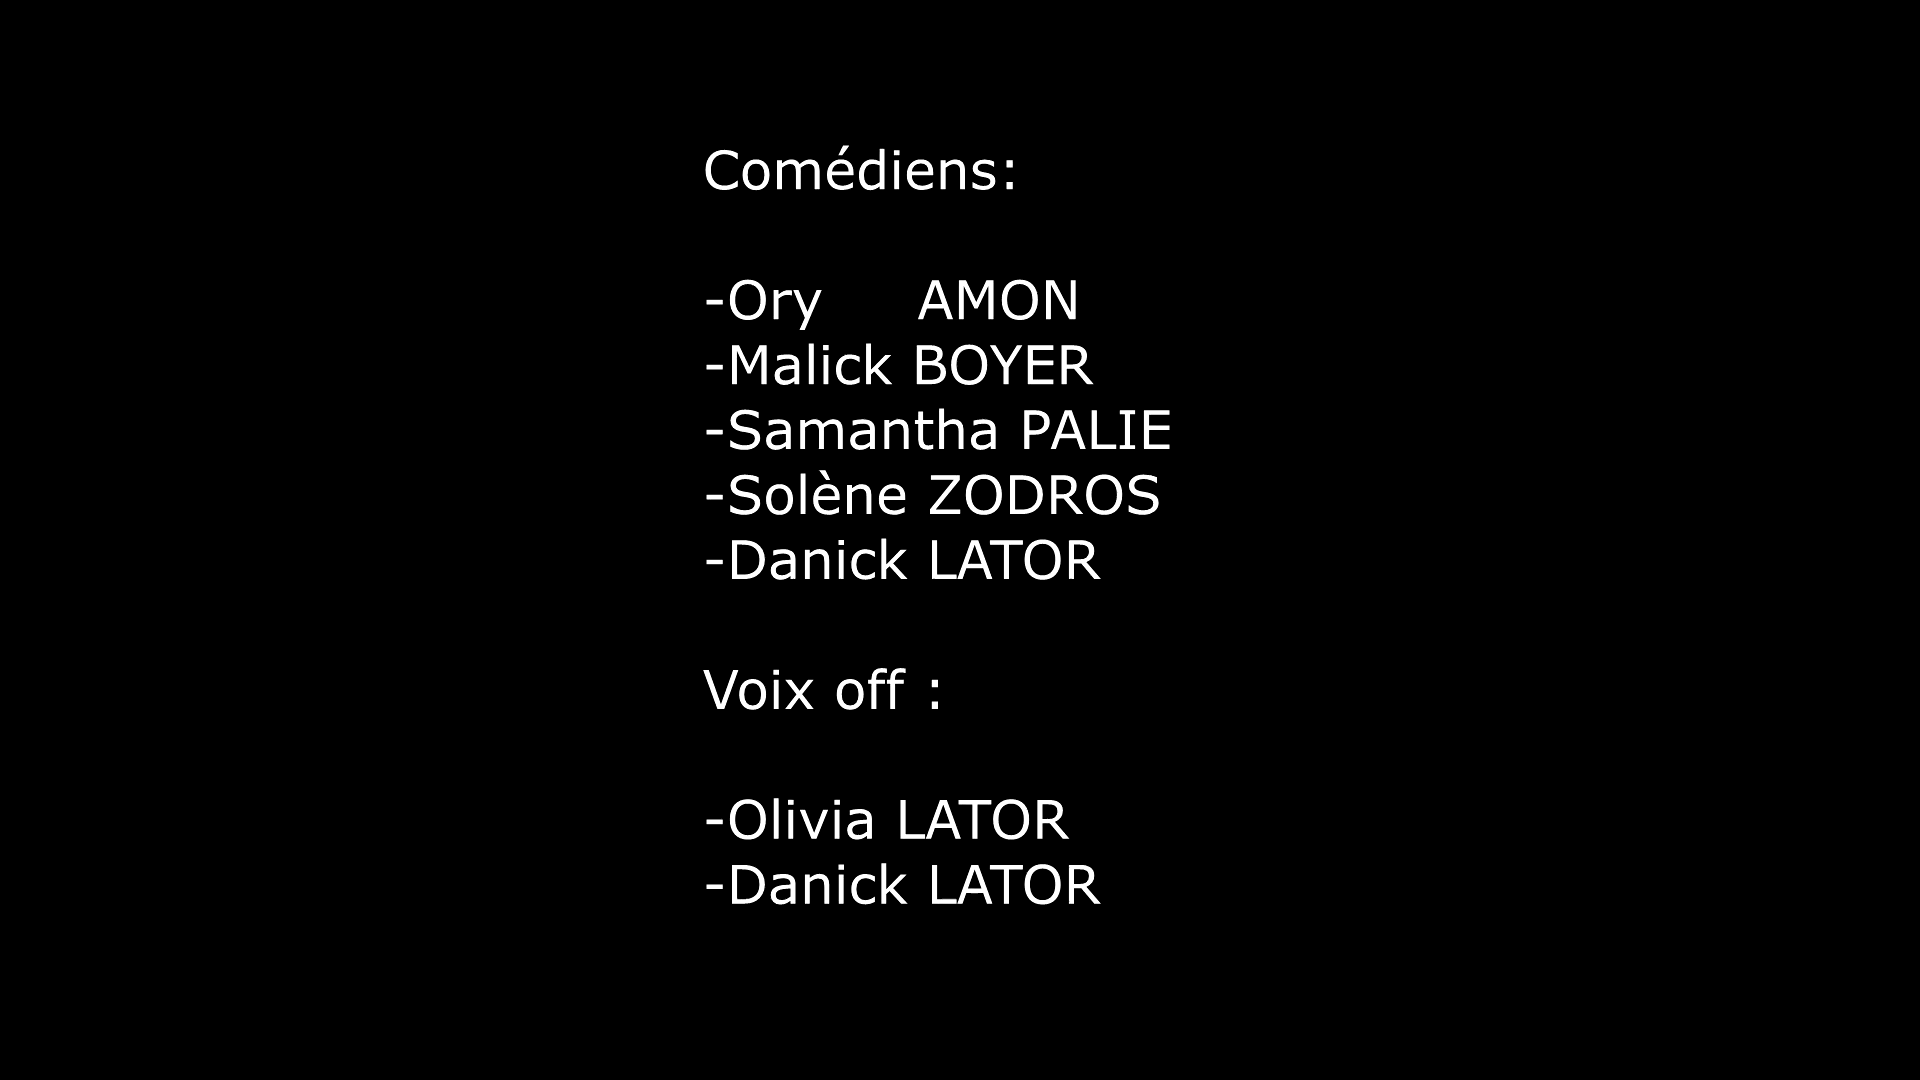 Comédiens:
-Ory AMON
-Malick BOYER
-Samantha PALIE
-Solène ZODROS
-Danick LATOR
Voix off :
-Olivia LATOR
-Danick LATOR